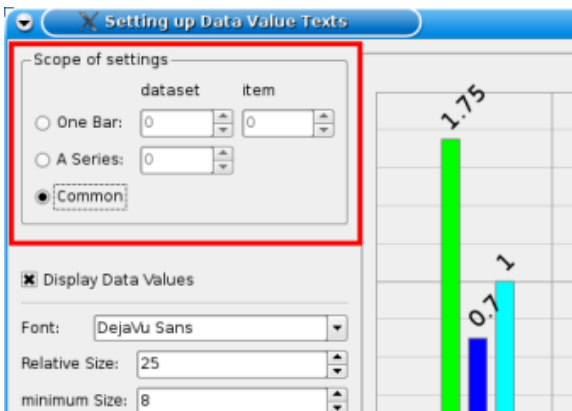 Setting up Data Value Texts
Scope of settings
dataset item
One Bar: 0 0
A Series: 0
Common
Display Data Values
Font: DejaVu Sans
Relative Size: 25
minimum Size: 8
1.75
0.7
1